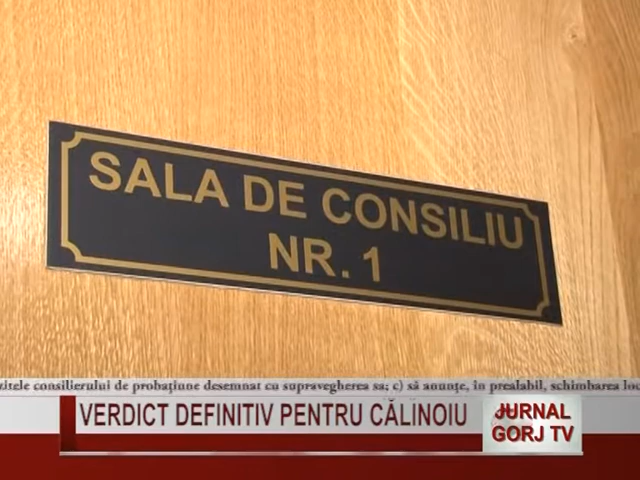 SALA DE CONSILIU
NR. 1
zitele consilierului de probațiune desemnat cu supravegherea sa; c) să anunțe, în prealabil, schimbarea loc
VERDICT DEFINITIV PENTRU CĂLINOIU
JURNAL
GORJ TV